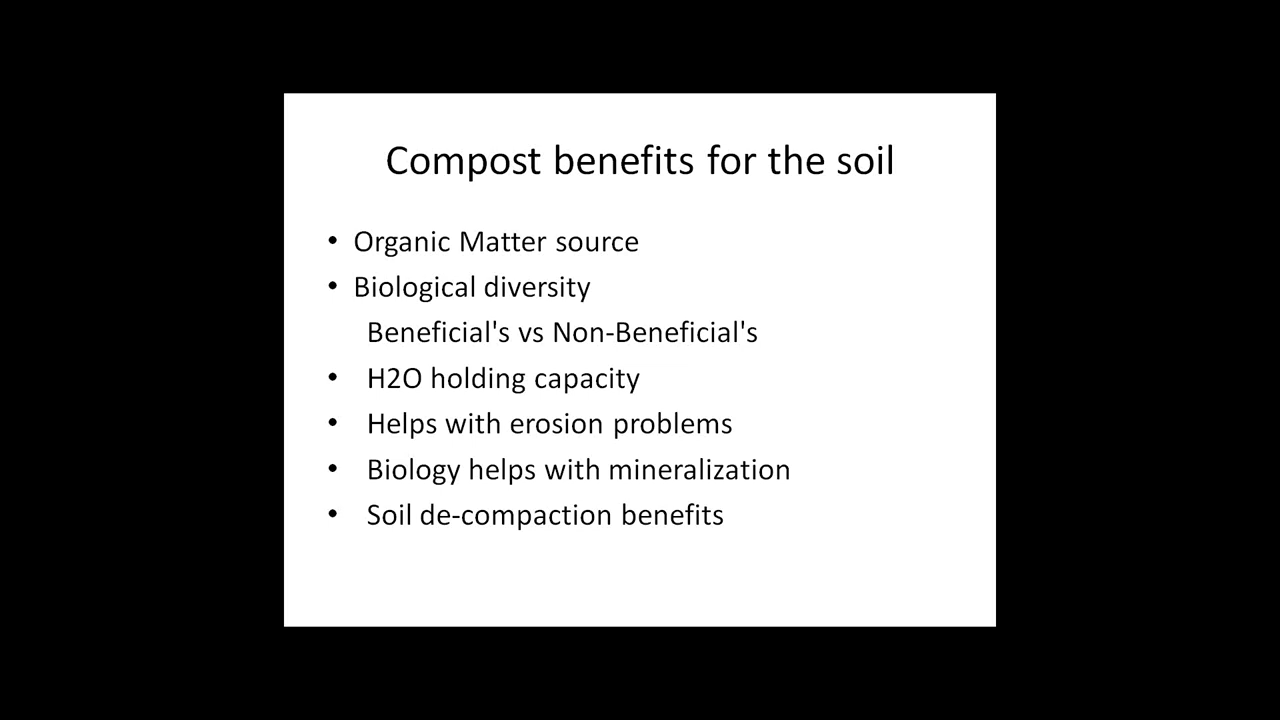 Compost benefits for the soil
• Organic Matter source
• Biological diversity
Beneficial's vs Non-Beneficial's
• H2O holding capacity
• Helps with erosion problems
• Biology helps with mineralization
• Soil de-compaction benefits